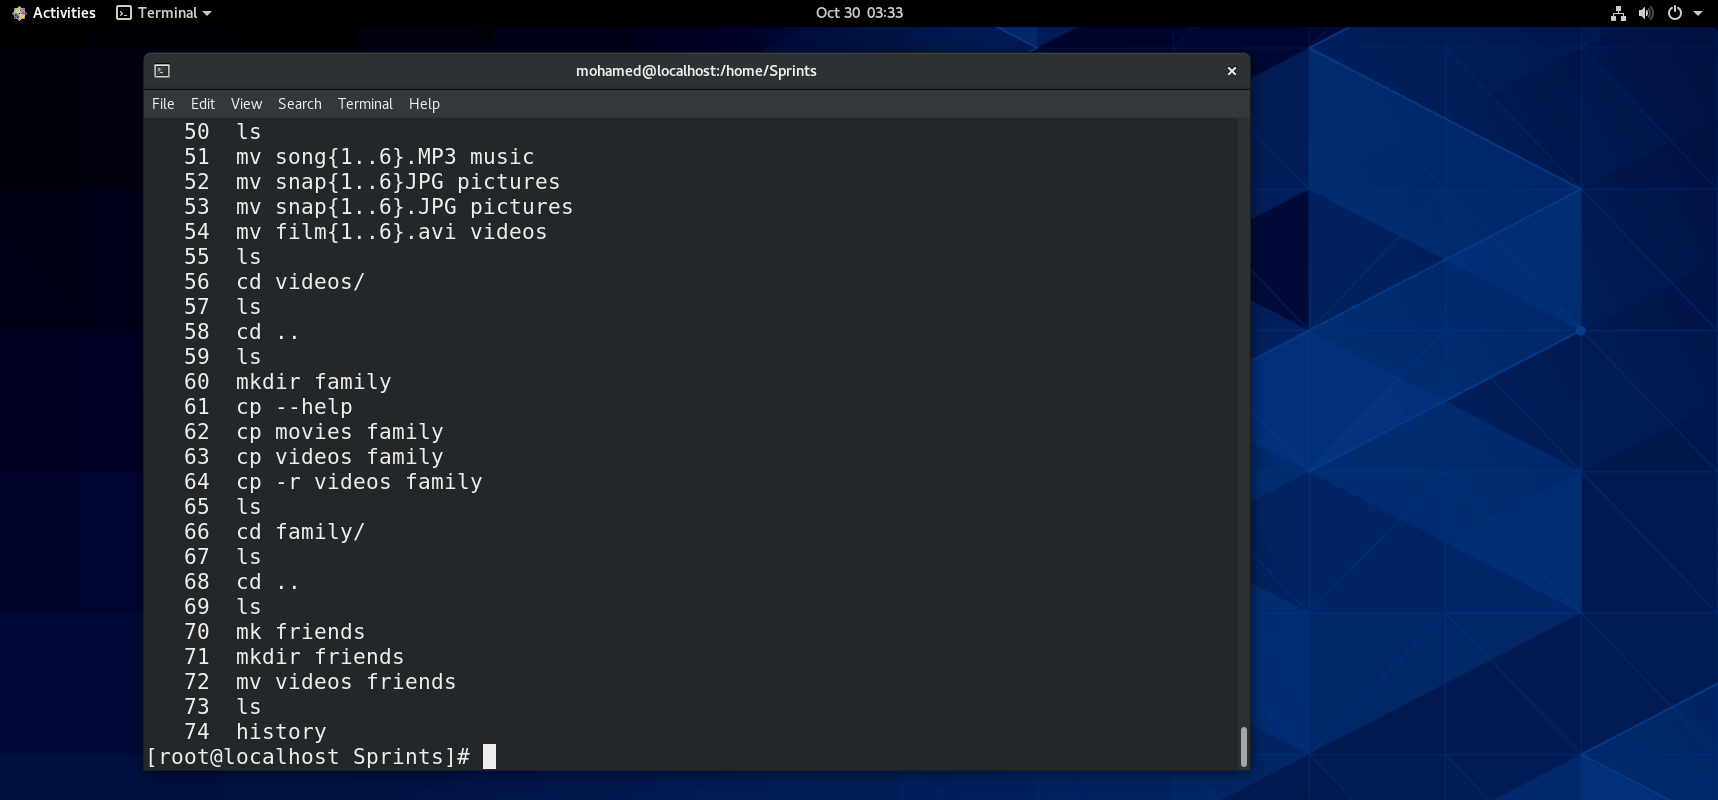 Activities Terminal Oct 30 03:33
mohamed@localhost:/home/Sprints
File Edit View Search Terminal Help
50 ls
51 mv song{1..6}.MP3 music
52 mv snap{1..6}JPG pictures
53 mv snap{1..6}.JPG pictures
54 mv film{1..6}.avi videos
55 ls
56 cd videos/
57 ls
58 cd ..
59 ls
60 mkdir family
61 cp --help
62 cp movies family
63 cp videos family
64 cp -r videos family
65 ls
66 cd family/
67 ls
68 cd ..
69 ls
70 mk friends
71 mkdir friends
72 mv videos friends
73 ls
74 history
[root@localhost Sprints]#